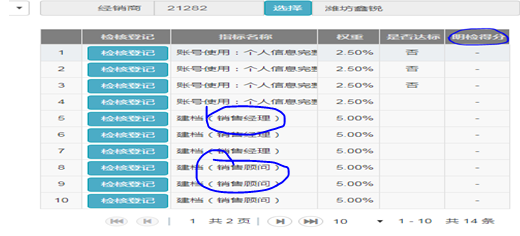 经销商 21282 选择 潍坊鑫锐
检核登记 指标名称 权重 是否达标 明检得分
1 检核登记 账号使用：个人信息完整 2.50% 否 -
2 检核登记 账号使用：个人信息完整 2.50% 否 -
3 检核登记 账号使用：个人信息完整 2.50% 否 -
4 检核登记 账号使用：个人信息完整 2.50% -
5 检核登记 建档（销售经理） 5.00% -
6 检核登记 建档（销售经理） 5.00% -
7 检核登记 建档（销售经理） 5.00% -
8 检核登记 建档（销售顾问） 5.00% -
9 检核登记 建档（销售顾问） 5.00% -
10 检核登记 建档（销售顾问） 5.00% -
1 共 2 页 10 1 - 10 共 14 条